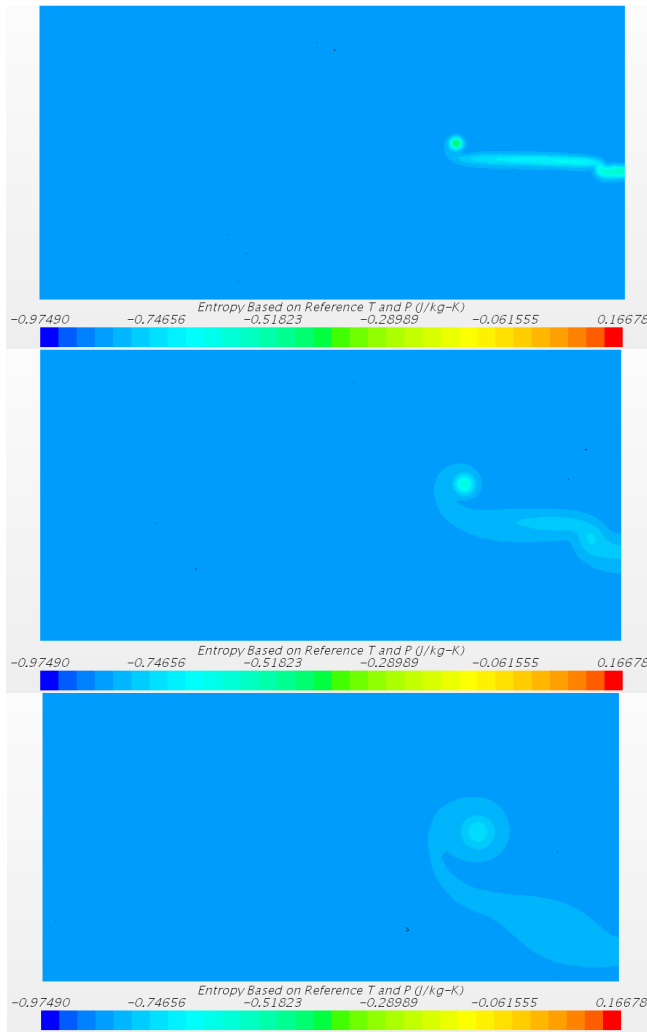 Entropy Based on Reference T and P (J/kg–K)
–0.97490 –0.74656 –0.51823 –0.28989 –0.061555 0.16678
Entropy Based on Reference T and P (J/kg–K)
–0.97490 –0.74656 –0.51823 –0.28989 –0.061555 0.16678
Entropy Based on Reference T and P (J/kg–K)
–0.97490 –0.74656 –0.51823 –0.28989 –0.061555 0.16678